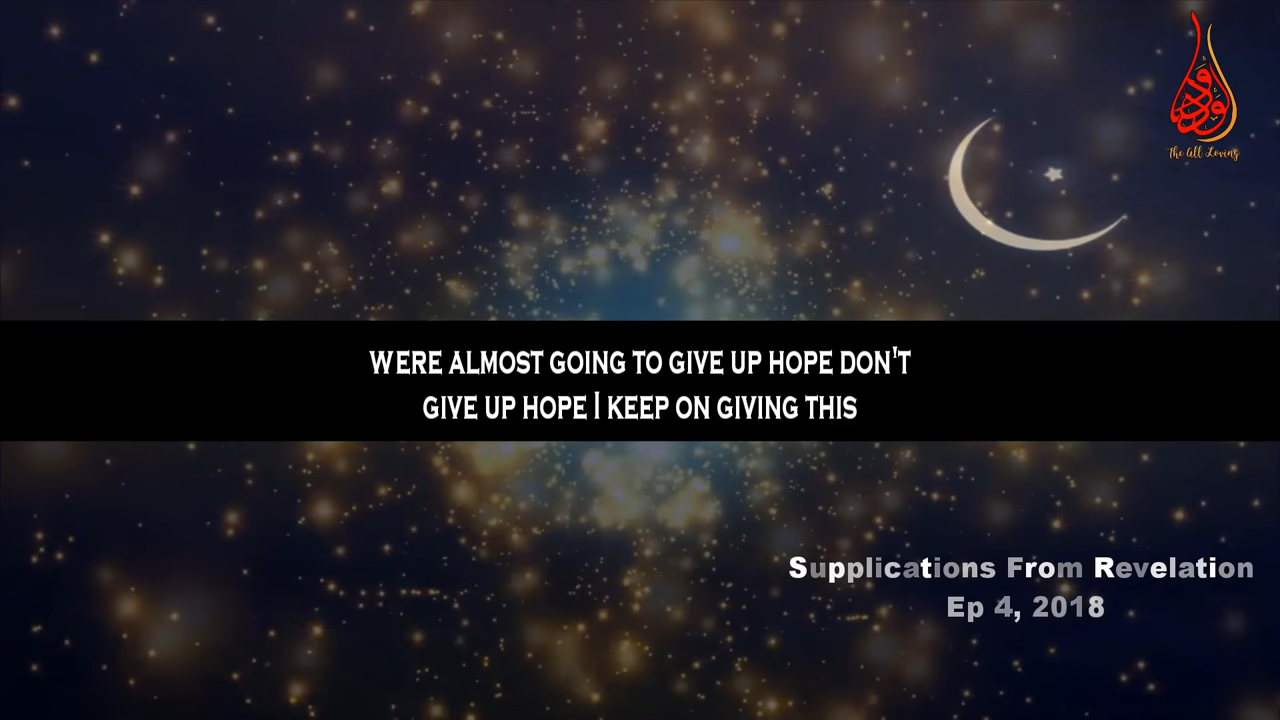 الودود
The All Loving
WERE ALMOST GOING TO GIVE UP HOPE DON'T
GIVE UP HOPE I KEEP ON GIVING THIS
Supplications From Revelation
Ep 4, 2018